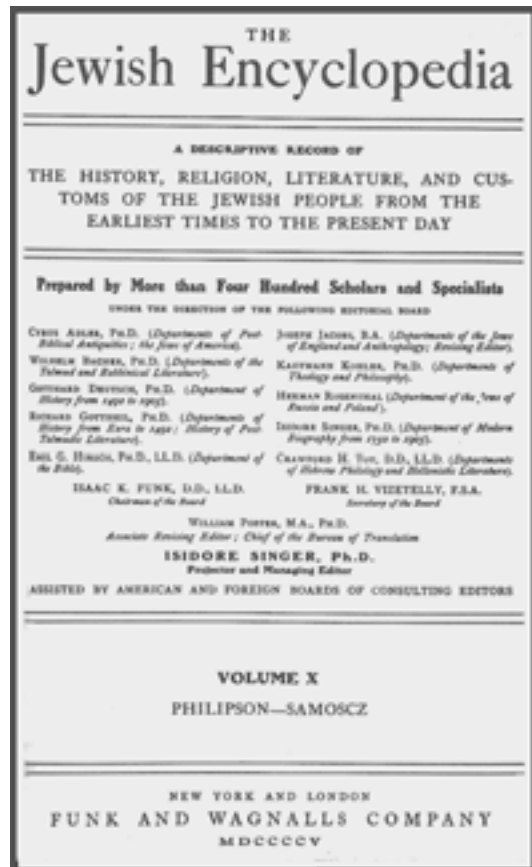 THE
Jewish Encyclopedia
A DESCRIPTIVE RECORD OF
THE HISTORY, RELIGION, LITERATURE, AND CUS-
TOMS OF THE JEWISH PEOPLE FROM THE
EARLIEST TIMES TO THE PRESENT DAY
Prepared by More than Four Hundred Scholars and Specialists
UNDER THE DIRECTION OF THE FOLLOWING EDITORIAL BOARD
CYRUS ADLER, PH.D. (Departments of Post-
Biblical Antiquities; the Jews of America).
WILHELM BACHER, PH.D. (Departments of the
Talmud and Rabbinical Literature).
GOTTHARD DEUTSCH, PH.D. (Department of
History from 1492 to 1905).
RICHARD GOTTHEIL, PH.D. (Departments of
History from Ezra to 1492; History of Post-
Talmudic Literature).
EMIL G. HIRSCH, PH.D., LL.D. (Department of
the Bible).
JOSEPH JACOBS, B.A. (Departments of the Jews
of England and Anthropology; Revising Editor).
KAUFMANN KOHLER, PH.D. (Departments of
Theology and Philosophy).
HERMAN ROSENTHAL (Department of the Jews of
Russia and Poland).
ISIDORE SINGER, PH.D. (Department of Modern
Biography from 1750 to 1905).
CRAWFORD H. TOY, D.D., LL.D. (Departments
of Hebrew Philology and Hellenistic Literature).
ISAAC K. FUNK, D.D., LL.D.
Chairman of the Board
FRANK H. VIZETELLY, F.S.A.
Secretary of the Board
WILLIAM POPPER, M.A., PH.D.
Associate Revising Editor; Chief of the Bureau of Translation
ISIDORE SINGER, Ph.D.
Projector and Managing Editor
ASSISTED BY AMERICAN AND FOREIGN BOARDS OF CONSULTING EDITORS
VOLUME X
PHILIPSON—SAMOSCZ
NEW YORK AND LONDON
FUNK AND WAGNALLS COMPANY
MDCCCCV